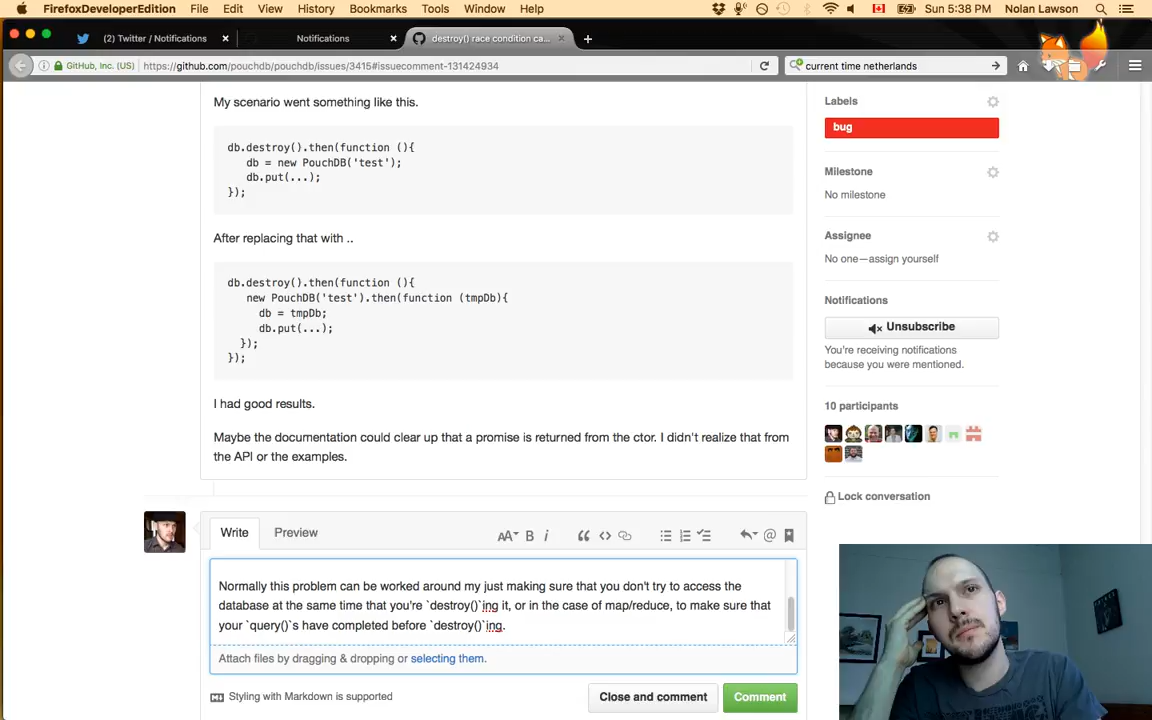 FirefoxDeveloperEdition File Edit View History Bookmarks Tools Window Help Sun 5:38 PM Nolan Lawson
(2) Twitter / Notifications Notifications destroy() race condition ca...
GitHub, Inc. (US) https://github.com/pouchdb/pouchdb/issues/3415#issuecomment-131424934 current time netherlands
My scenario went something like this.
db.destroy().then(function (){
db = new PouchDB('test');
db.put(...);
});
After replacing that with ..
db.destroy().then(function (){
new PouchDB('test').then(function (tmpDb){
db = tmpDb;
db.put(...);
});
});
I had good results.
Maybe the documentation could clear up that a promise is returned from the ctor. I didn't realize that from
the API or the examples.
Labels
bug
Milestone
No milestone
Assignee
No one—assign yourself
Notifications
Unsubscribe
You're receiving notifications
because you were mentioned.
10 participants
Lock conversation
Write Preview
AA B i
Normally this problem can be worked around my just making sure that you don't try to access the
database at the same time that you're `destroy()`ing it, or in the case of map/reduce, to make sure that
your `query()`s have completed before `destroy()`ing.
Attach files by dragging & dropping or selecting them.
Styling with Markdown is supported
Close and comment Comment